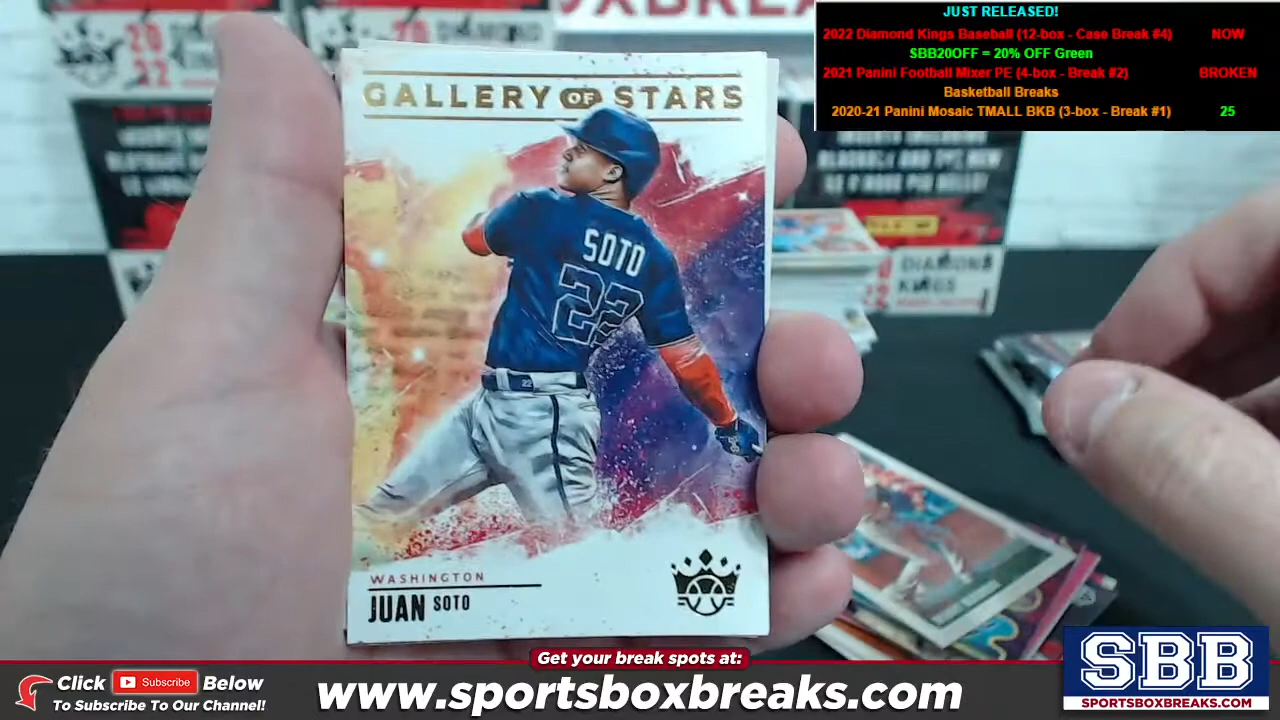 JUST RELEASED!
2022 Diamond Kings Baseball (12-box - Case Break #4) NOW
SBB20OFF = 20% OFF Green
2021 Panini Football Mixer PE (4-box - Break #2) BROKEN
Basketball Breaks
2020-21 Panini Mosaic TMALL BKB (3-box - Break #1) 25
GALLERY OF STARS
SOTO
22
WASHINGTON
JUAN SOTO
DIAMOND
KINGS
Get your break spots at:
Click Subscribe Below
To Subscribe To Our Channel!
www.sportsboxbreaks.com
SBB
SPORTSBOXBREAKS.COM